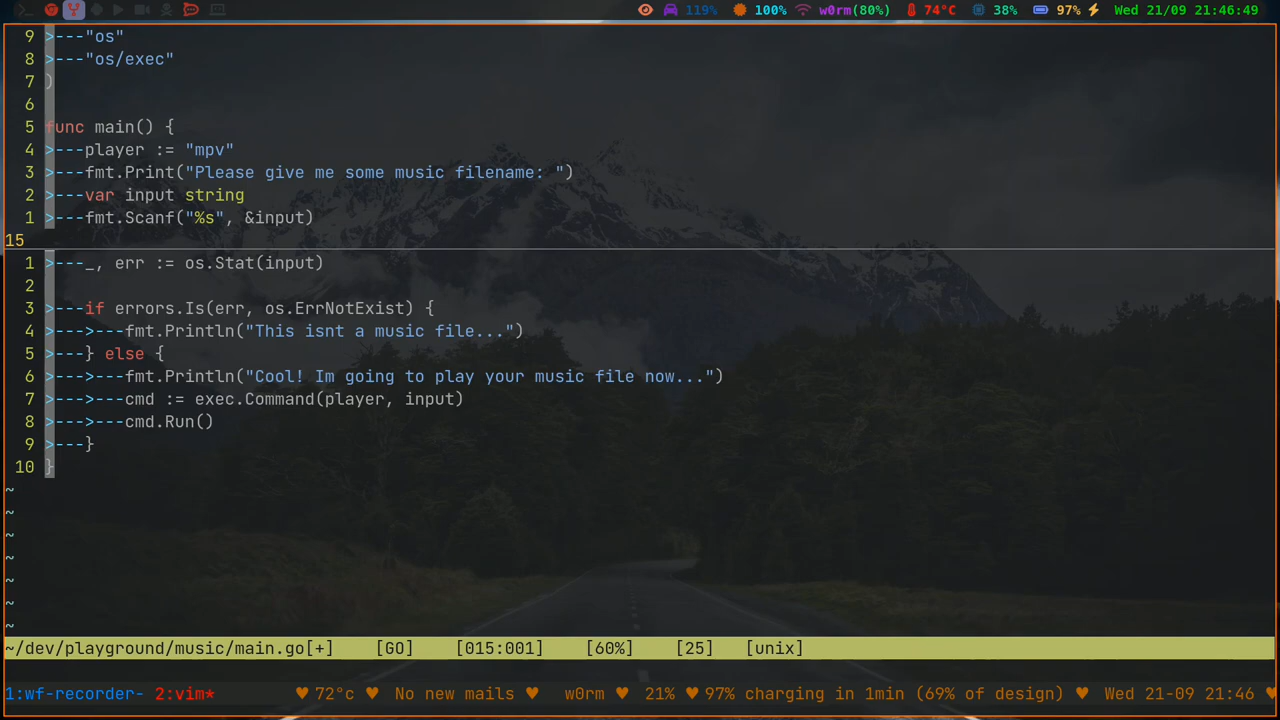 119% 100% w0rm(80%) 74°C 38% 97% Wed 21/09 21:46:49
9 >---"os"
8 >---"os/exec"
7 )
6
5 func main() {
4 >---player := "mpv"
3 >---fmt.Print("Please give me some music filename: ")
2 >---var input string
1 >---fmt.Scanf("%s", &input)
15
1 >---_, err := os.Stat(input)
2
3 >---if errors.Is(err, os.ErrNotExist) {
4 >--->---fmt.Println("This isnt a music file...")
5 >---} else {
6 >--->---fmt.Println("Cool! Im going to play your music file now...")
7 >--->---cmd := exec.Command(player, input)
8 >--->---cmd.Run()
9 >---}
10 }
~
~
~
~
~
~
~
~/dev/playground/music/main.go[+] [GO] [015:001] [60%] [25] [unix]
1:wf-recorder- 2:vim* ♥ 72°c ♥ No new mails ♥ w0rm 21% ♥ 97% charging in 1min (69% of design) ♥ Wed 21-09 21:46 ♥